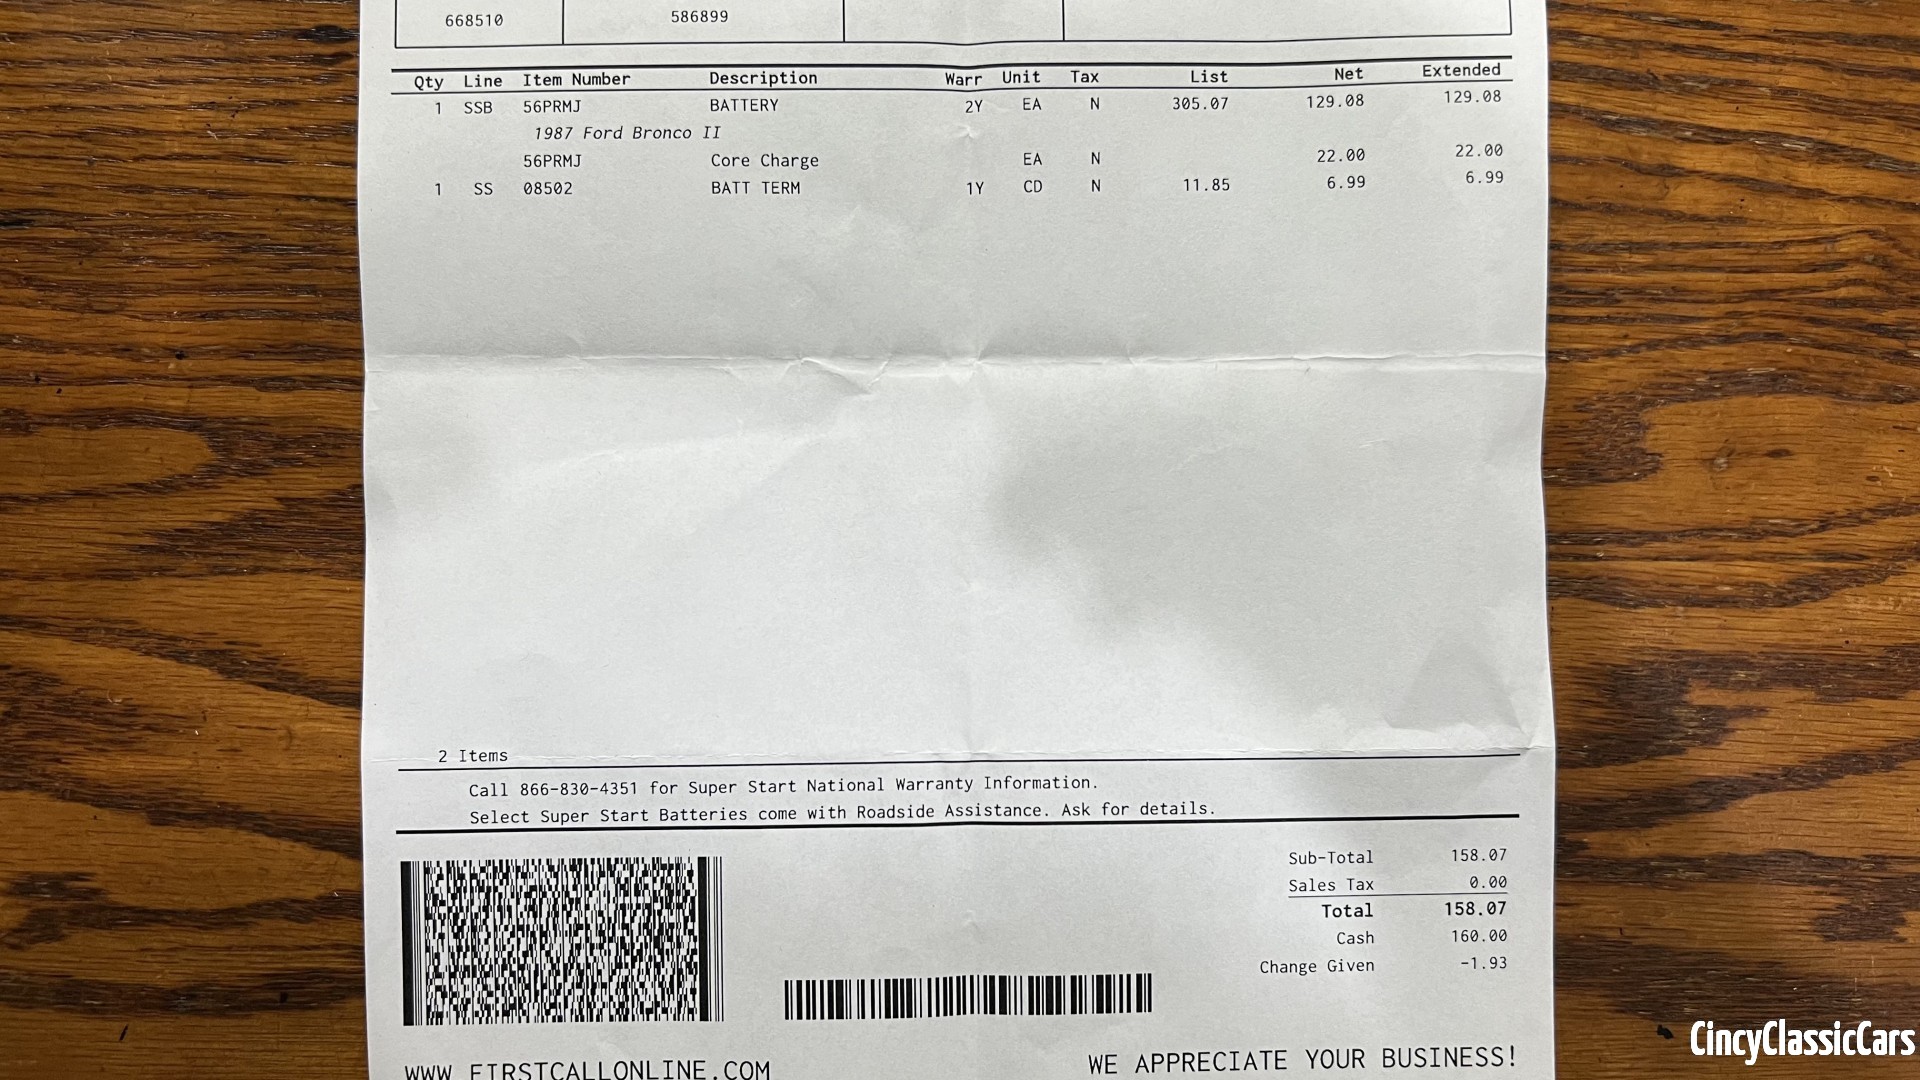 668510 586899
Qty Line Item Number Description Warr Unit Tax List Net Extended
1 SSB 56PRMJ BATTERY 2Y EA N 305.07 129.08 129.08
1987 Ford Bronco II
56PRMJ Core Charge EA N 22.00 22.00
1 SS 08502 BATT TERM 1Y CD N 11.85 6.99 6.99
2 Items
Call 866-830-4351 for Super Start National Warranty Information.
Select Super Start Batteries come with Roadside Assistance. Ask for details.
Sub-Total 158.07
Sales Tax 0.00
Total 158.07
Cash 160.00
Change Given -1.93
WWW.FIRSTCALLONLINE.COM WE APPRECIATE YOUR BUSINESS!
CincyClassicCars